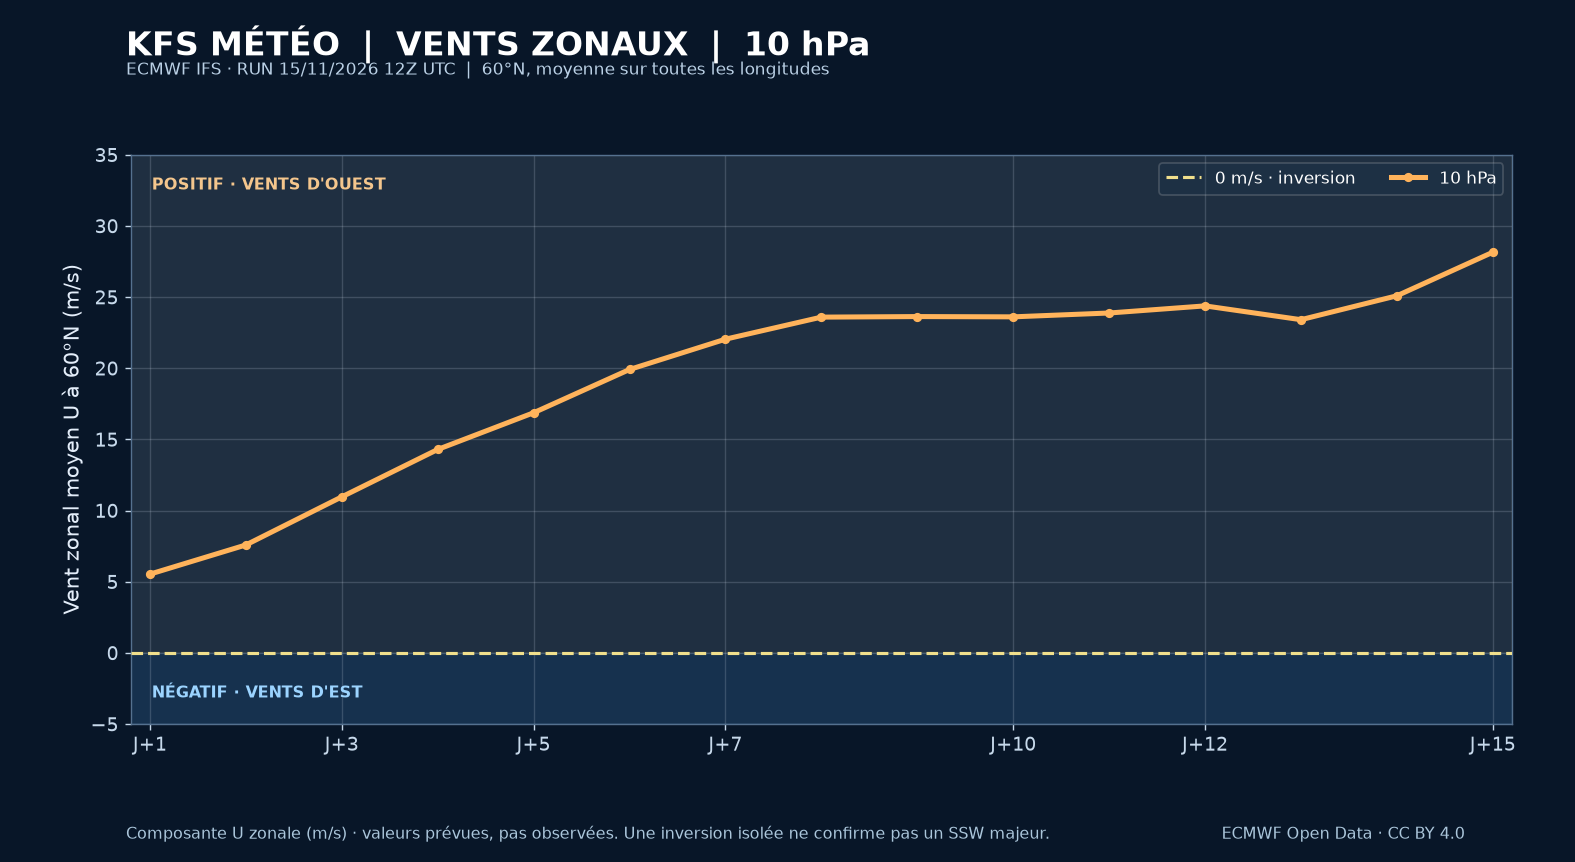 KFS MÉTÉO | VENTS ZONAUX | 10 hPa
ECMWF IFS · RUN 15/11/2026 12Z UTC | 60°N, moyenne sur toutes les longitudes
POSITIF · VENTS D'OUEST
0 m/s · inversion
10 hPa
Vent zonal moyen U à 60°N (m/s)
35
30
25
20
15
10
5
0
−5
NÉGATIF · VENTS D'EST
J+1 J+3 J+5 J+7 J+10 J+12 J+15
Composante U zonale (m/s) · valeurs prévues, pas observées. Une inversion isolée ne confirme pas un SSW majeur.
ECMWF Open Data · CC BY 4.0